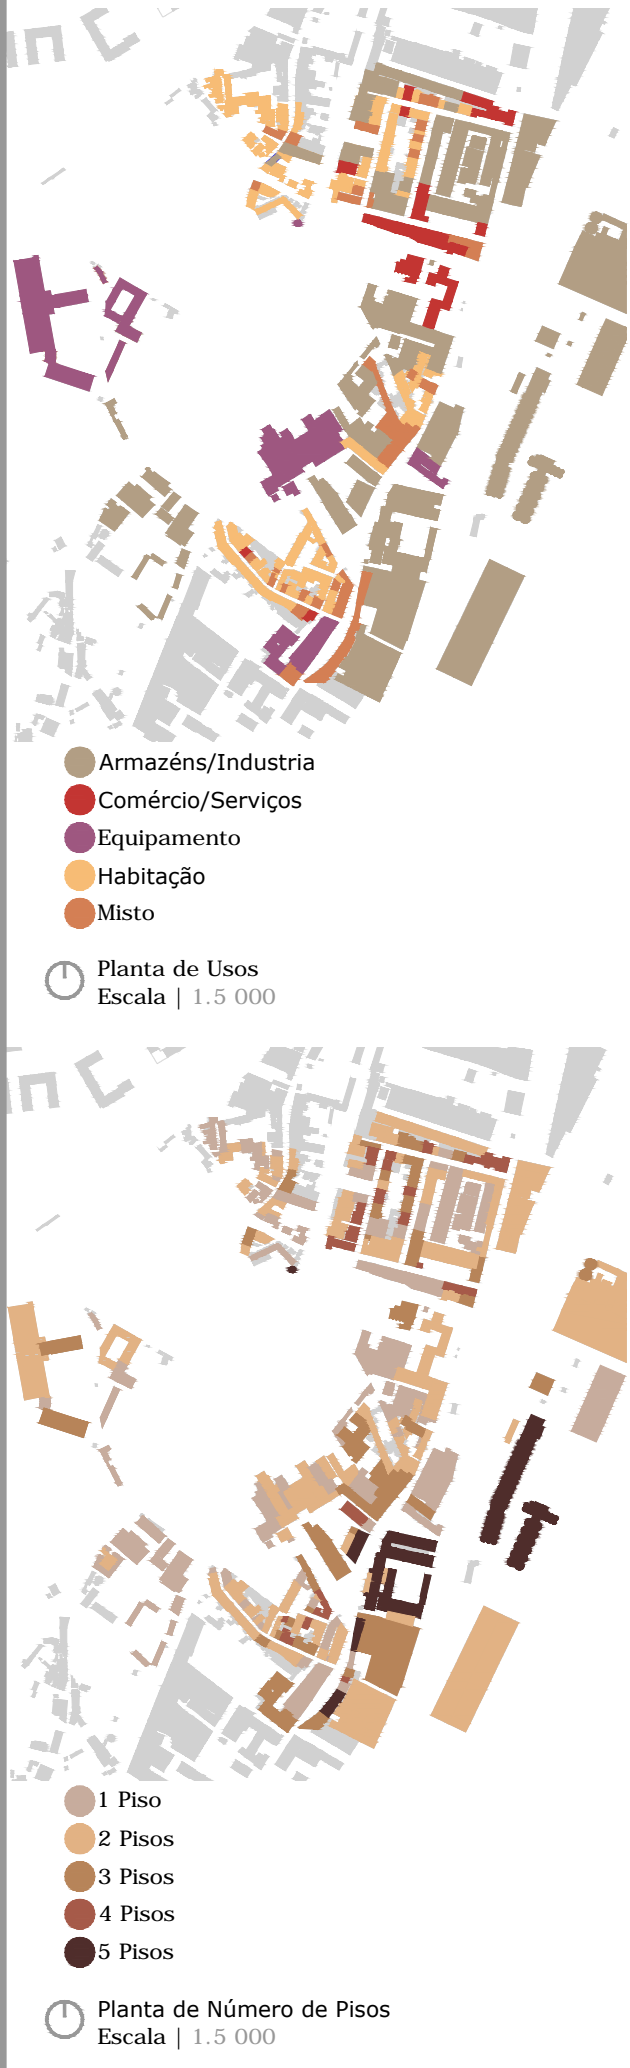 Armazéns/Industria
Comércio/Serviços
Equipamento
Habitação
Misto
Planta de Usos
Escala | 1.5 000
1 Piso
2 Pisos
3 Pisos
4 Pisos
5 Pisos
Planta de Número de Pisos
Escala | 1.5 000